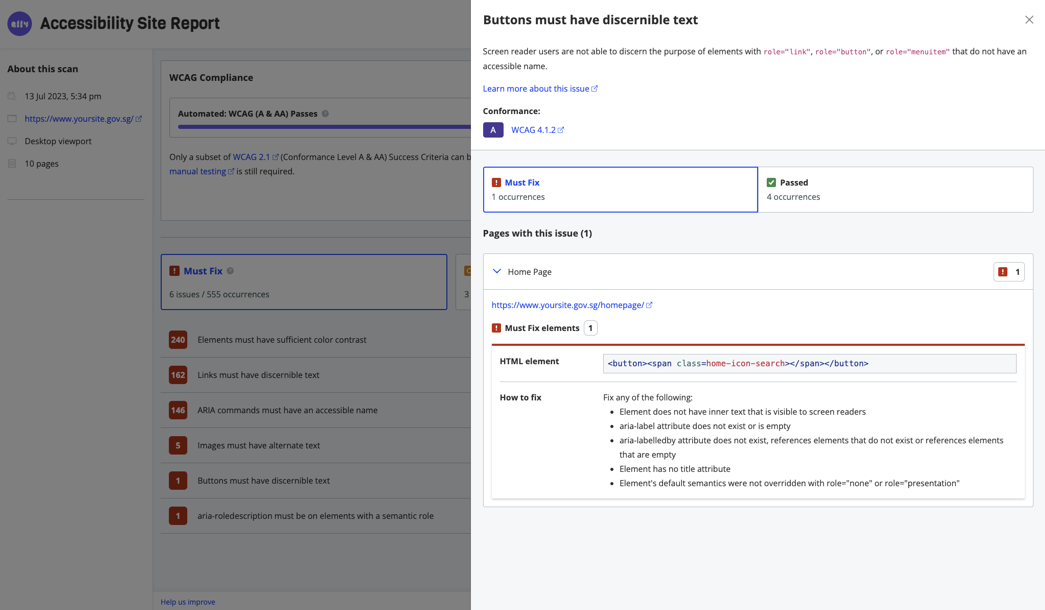 a11y Accessibility Site Report
About this scan
13 Jul 2023, 5:34 pm
https://www.yoursite.gov.sg/
Desktop viewport
10 pages
WCAG Compliance
Automated: WCAG (A & AA) Passes
Only a subset of WCAG 2.1 (Conformance Level A & AA) Success Criteria can b
manual testing is still required.
Must Fix
6 issues / 555 occurrences
3
240 Elements must have sufficient color contrast
162 Links must have discernible text
146 ARIA commands must have an accessible name
5 Images must have alternate text
1 Buttons must have discernible text
1 aria-roledescription must be on elements with a semantic role
Help us improve
Buttons must have discernible text
Screen reader users are not able to discern the purpose of elements with role="link", role="button", or role="menuitem" that do not have an
accessible name.
Learn more about this issue
Conformance:
A WCAG 4.1.2
Must Fix
1 occurrences
Passed
4 occurrences
Pages with this issue (1)
Home Page
1
https://www.yoursite.gov.sg/homepage/
Must Fix elements 1
HTML element
<button><span class=home-icon-search></span></button>
How to fix
Fix any of the following:
• Element does not have inner text that is visible to screen readers
• aria-label attribute does not exist or is empty
• aria-labelledby attribute does not exist, references elements that do not exist or references elements
that are empty
• Element has no title attribute
• Element's default semantics were not overridden with role="none" or role="presentation"